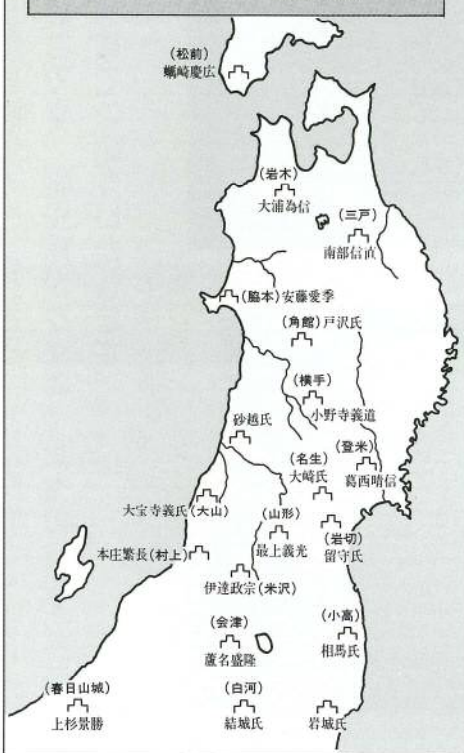 (松前)
蠣崎慶広
(岩木)
大浦為信
(三戸)
南部信直
(脇本)安藤愛季
(角館)戸沢氏
(横手)
小野寺義道
砂越氏
(名生)
大崎氏
(登米)
葛西晴信
大宝寺義氏(大山)
(山形)
最上義光
(岩切)
留守氏
本庄繁長(村上)
伊達政宗(米沢)
(会津)
蘆名盛隆
(小高)
相馬氏
(春日山城)
上杉景勝
(白河)
結城氏
岩城氏